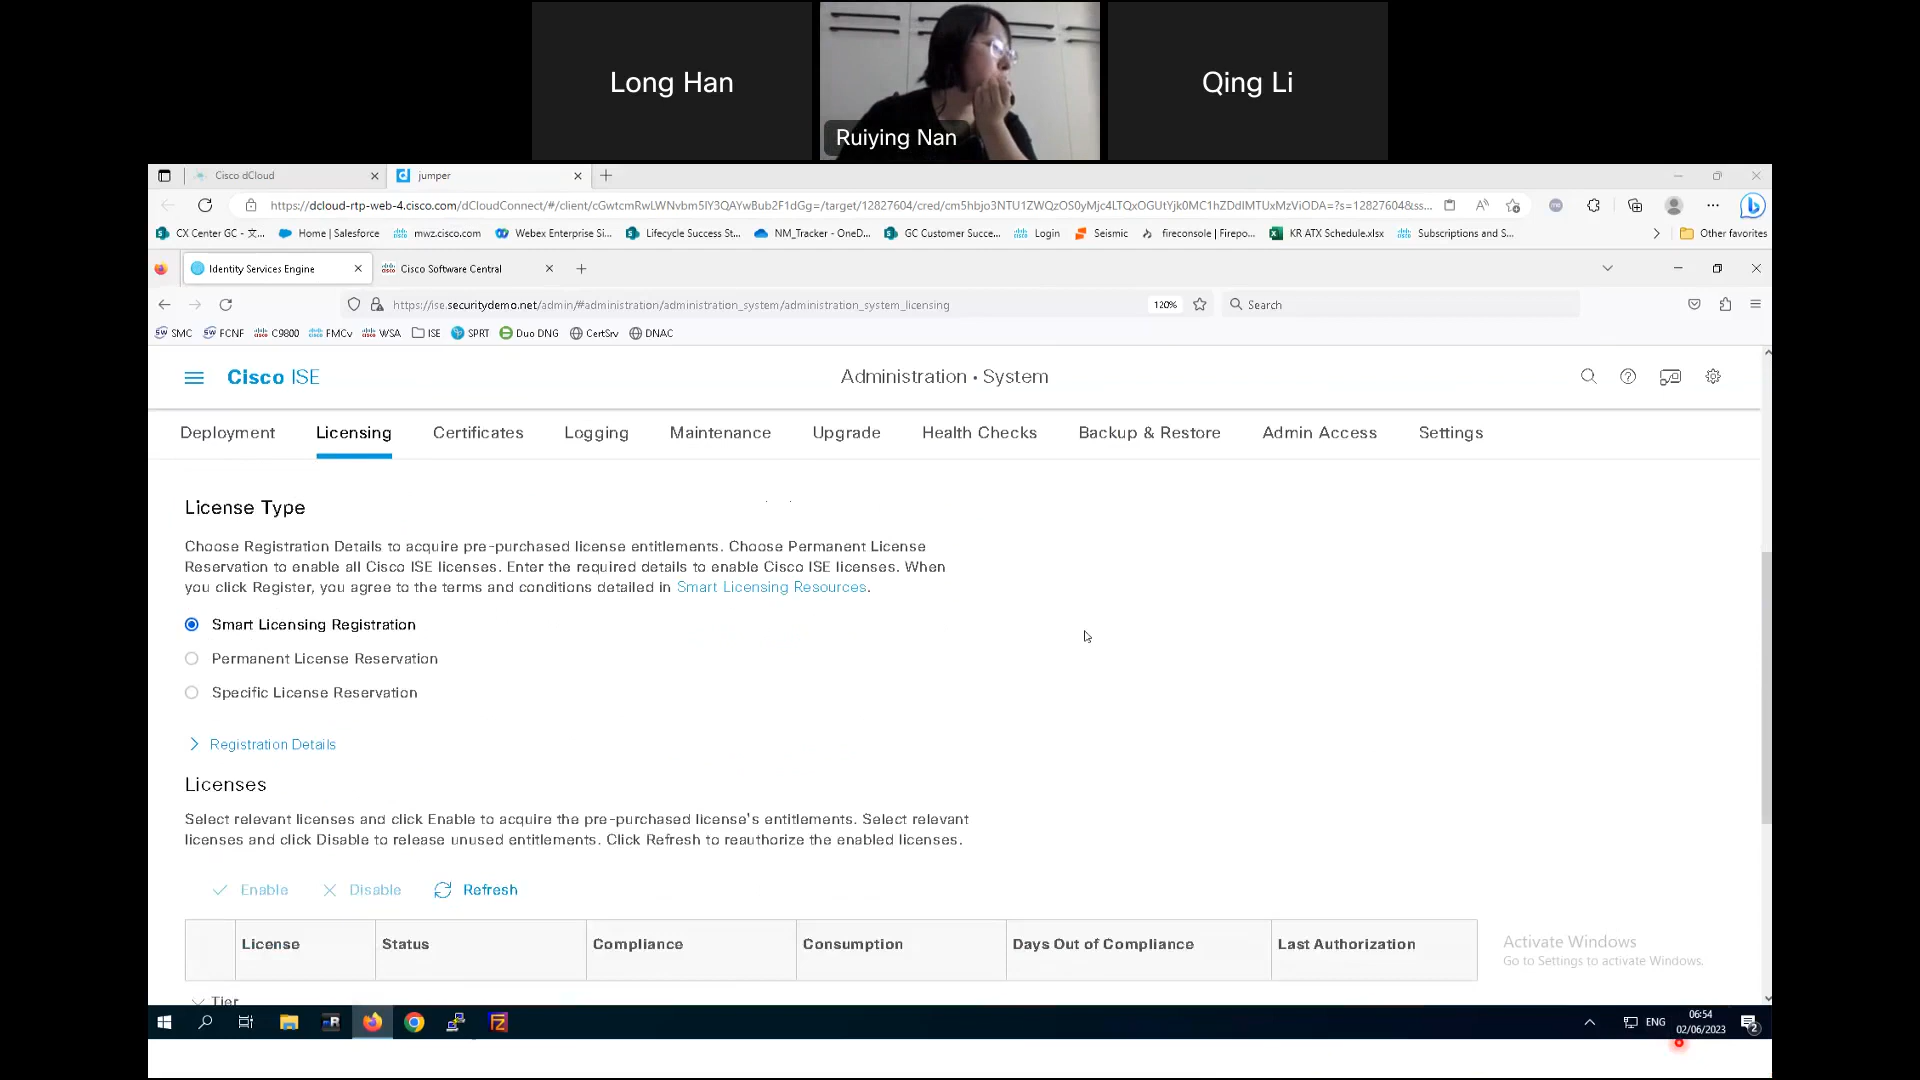 Long Han
Ruiying Nan
Qing Li
Cisco dCloud
jumper
https://dcloud-rtp-web-4.cisco.com/dCloudConnect/#/client/
CX Center GC - 文...
Home | Salesforce
mwz.cisco.com
Webex Enterprise Si...
Lifecycle Success St...
NM_Tracker - OneD...
GC Customer Succe...
Login
Seismic
fireconsole | Firepo...
KR ATX Schedule.xlsx
Subscriptions and S...
Other favorites
Identity Services Engine
Cisco Software Central
https://ise.securitydemo.net/admin/#administration/administration_system/administration_system_licensing
120%
Search
SMC
FCNF
C9800
FMCv
WSA
ISE
SPRT
Duo DNG
CertSrv
DNAC
Cisco ISE
Administration • System
Deployment
Licensing
Certificates
Logging
Maintenance
Upgrade
Health Checks
Backup & Restore
Admin Access
Settings
License Type
Choose Registration Details to acquire pre-purchased license entitlements. Choose Permanent License
Reservation to enable all Cisco ISE licenses. Enter the required details to enable Cisco ISE licenses. When
you click Register, you agree to the terms and conditions detailed in Smart Licensing Resources.
Smart Licensing Registration
Permanent License Reservation
Specific License Reservation
Registration Details
Licenses
Select relevant licenses and click Enable to acquire the pre-purchased license's entitlements. Select relevant
licenses and click Disable to release unused entitlements. Click Refresh to reauthorize the enabled licenses.
Enable
Disable
Refresh
License
Status
Compliance
Consumption
Days Out of Compliance
Last Authorization
Tier
Activate Windows
Go to Settings to activate Windows.
ENG
06:54
02/06/2023
2